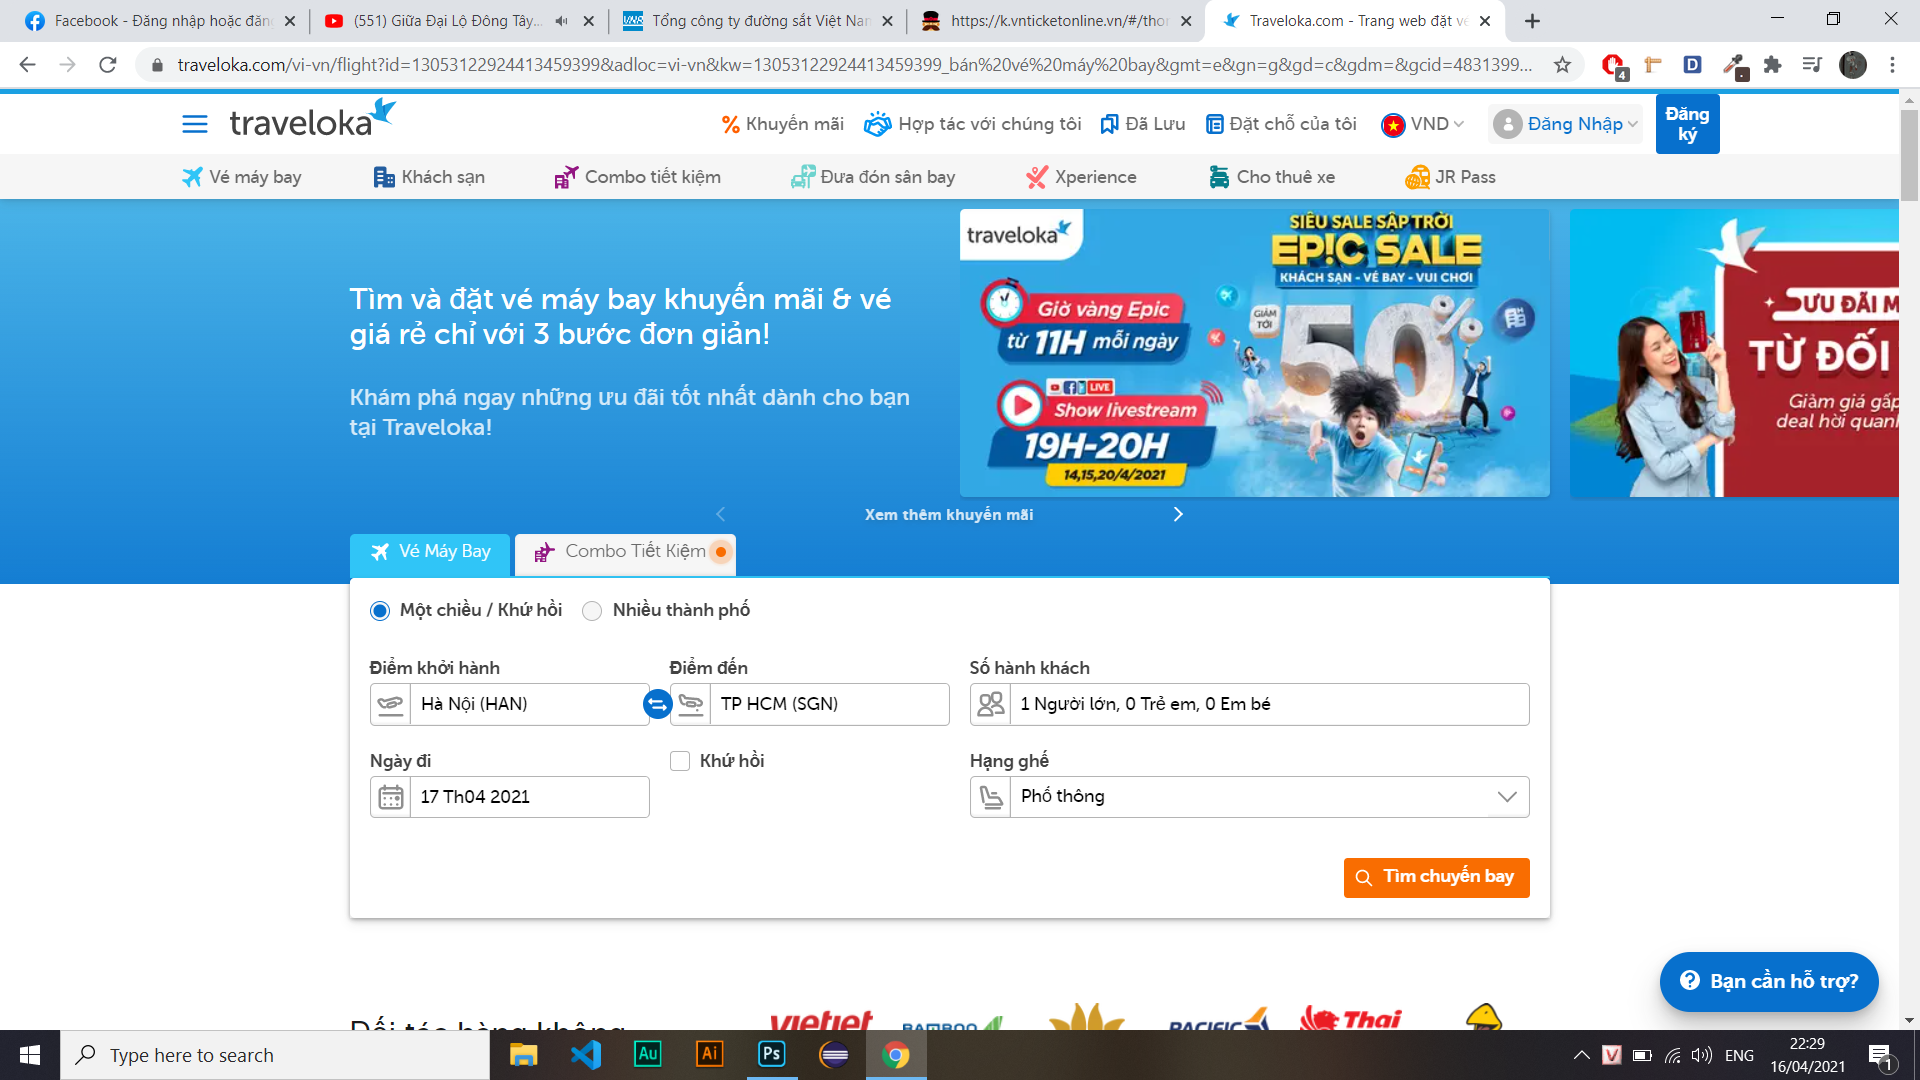 Facebook - Đăng nhập hoặc đăng
(551) Giữa Đại Lộ Đông Tây...
Tổng công ty đường sắt Việt Nam
https://k.vnticketonline.vn/#/thon
Traveloka.com - Trang web đặt vé
traveloka.com/vi-vn/flight?id=13053122924413459399&adloc=vi-vn&kw=13053122924413459399_bán%20vé%20máy%20bay&gmt=e&gn=g&gd=c&gdm=&gcid=4831399...
4
traveloka
Khuyến mãi
Hợp tác với chúng tôi
Đã Lưu
Đặt chỗ của tôi
VND
Đăng Nhập
Đăng
ký
Vé máy bay
Khách sạn
Combo tiết kiệm
Đưa đón sân bay
Xperience
Cho thuê xe
JR Pass
Tìm và đặt vé máy bay khuyến mãi & vé
giá rẻ chỉ với 3 bước đơn giản!
Khám phá ngay những ưu đãi tốt nhất dành cho bạn
tại Traveloka!
traveloka
SIÊU SALE SẬP TRỜI
EP!C SALE
KHÁCH SẠN - VÉ BAY - VUI CHƠI
Giờ vàng Epic
từ 11H mỗi ngày
GIẢM
TỚI
50%
LIVE
Show livestream
19H-20H
14,15,20/4/2021
ƯU ĐÃI M
TỪ ĐỐI
Giảm giá gấp
deal hời quanh
Xem thêm khuyến mãi
Vé Máy Bay
Combo Tiết Kiệm
Một chiều / Khứ hồi
Nhiều thành phố
Điểm khởi hành
Điểm đến
Số hành khách
Hà Nội (HAN)
TP HCM (SGN)
1 Người lớn, 0 Trẻ em, 0 Em bé
Ngày đi
Khứ hồi
Hạng ghế
17 Th04 2021
Phổ thông
Tìm chuyến bay
Bạn cần hỗ trợ?
Đối tác hàng không
vietjet
BAMBOO
PACIFIC
Thai
Type here to search
Au
Ai
Ps
ENG
22:29
16/04/2021
1